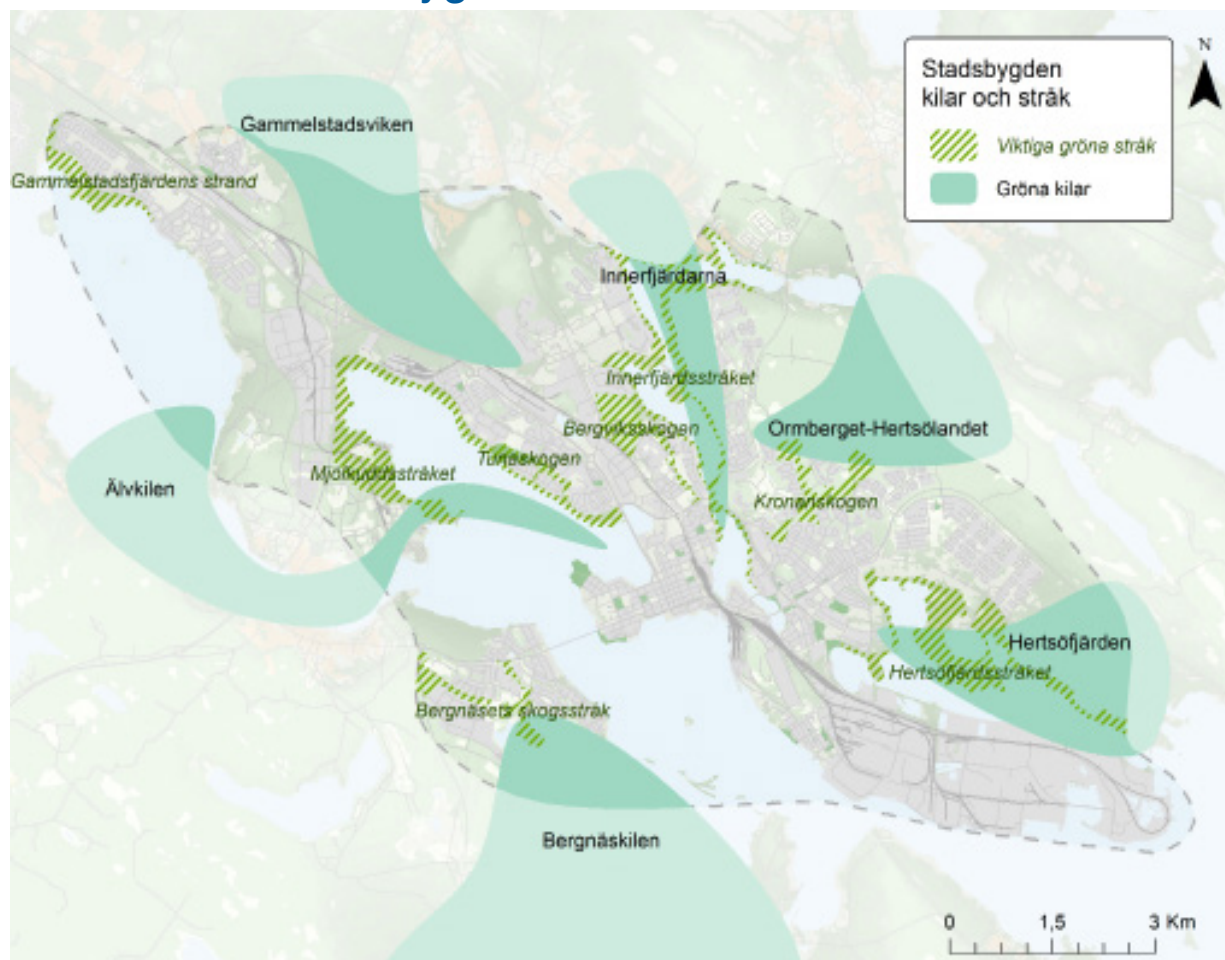 Stadsbygden
kilar och stråk
N
Viktiga gröna stråk
Gröna kilar
Gammelstadsviken
Gammelstadsfjärdens strand
Innerfjärdarna
Innerfjärdsstråket
Bergviksskogen
Ormberget-Hertsölandet
Tunaskogen
Mjölkuddsstråket
Älvkilen
Kronanskogen
Hertsöfjärden
Hertsöfjärdsstråket
Bergnäsets skogsstråk
Bergnäskilen
0 1,5 3 Km